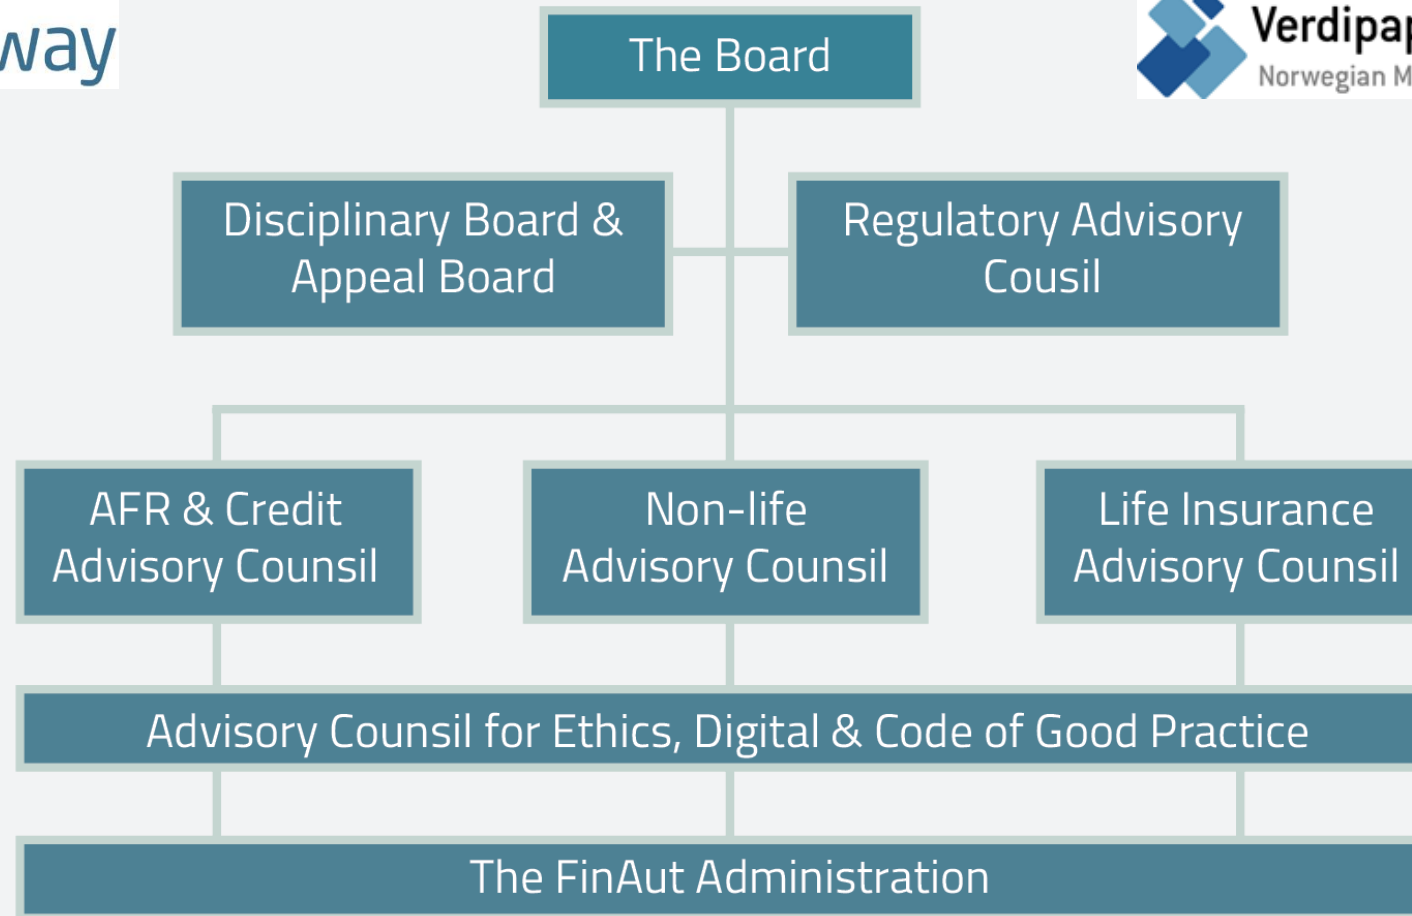 way
The Board
Verdipap
Norwegian M
Disciplinary Board &
Appeal Board
Regulatory Advisory
Cousil
AFR & Credit
Advisory Counsil
Non-life
Advisory Counsil
Life Insurance
Advisory Counsil
Advisory Counsil for Ethics, Digital & Code of Good Practice
The FinAut Administration